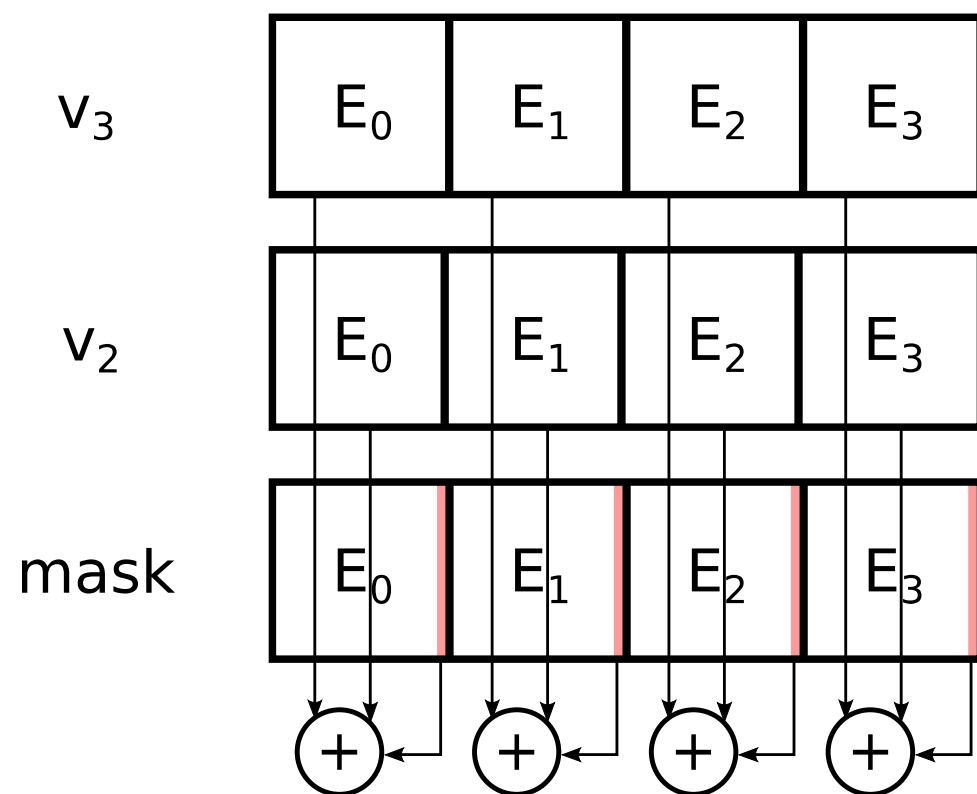 v₃ E₀ E₁ E₂ E₃
v₂ E₀ E₁ E₂ E₃
mask E₀ E₁ E₂ E₃
+ + + +